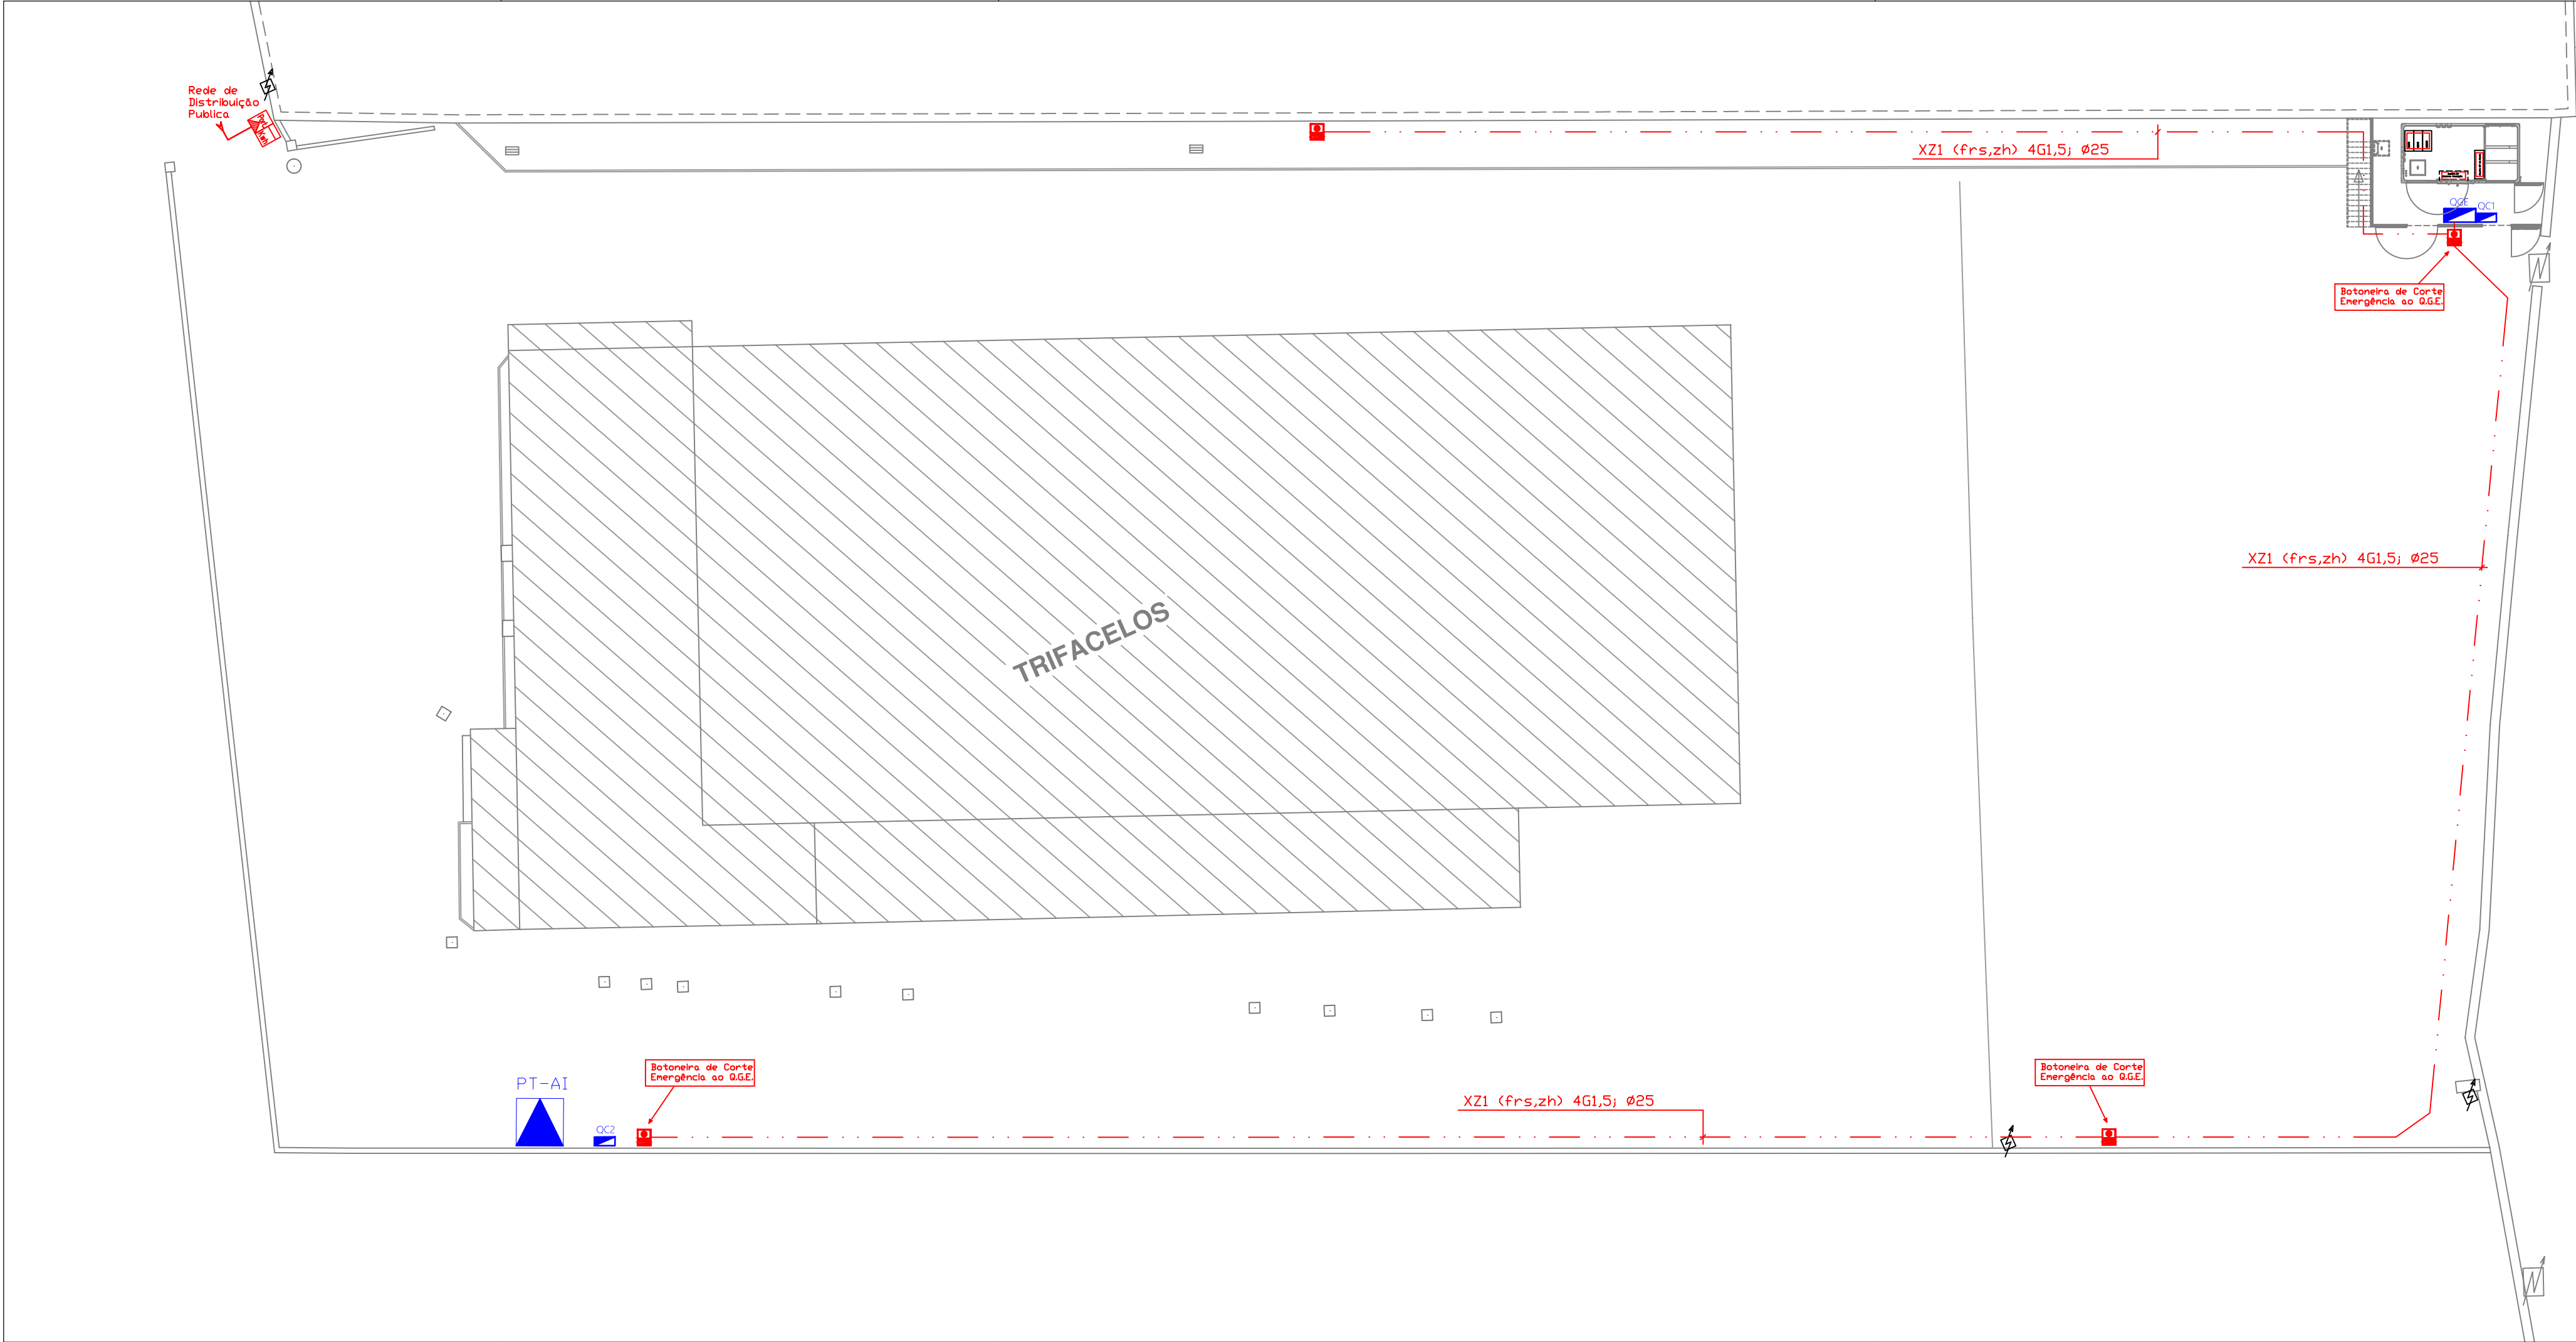 Rede de
Distribuição
Publica
XZ1 (frs,zh) 4G1,5; Ø25
QGE
QC1
Botoneira de Corte
Emergência ao Q.G.E.
XZ1 (frs,zh) 4G1,5; Ø25
TRIFACELOS
PT-AI
QC2
Botoneira de Corte
Emergência ao Q.G.E.
XZ1 (frs,zh) 4G1,5; Ø25
Botoneira de Corte
Emergência ao Q.G.E.